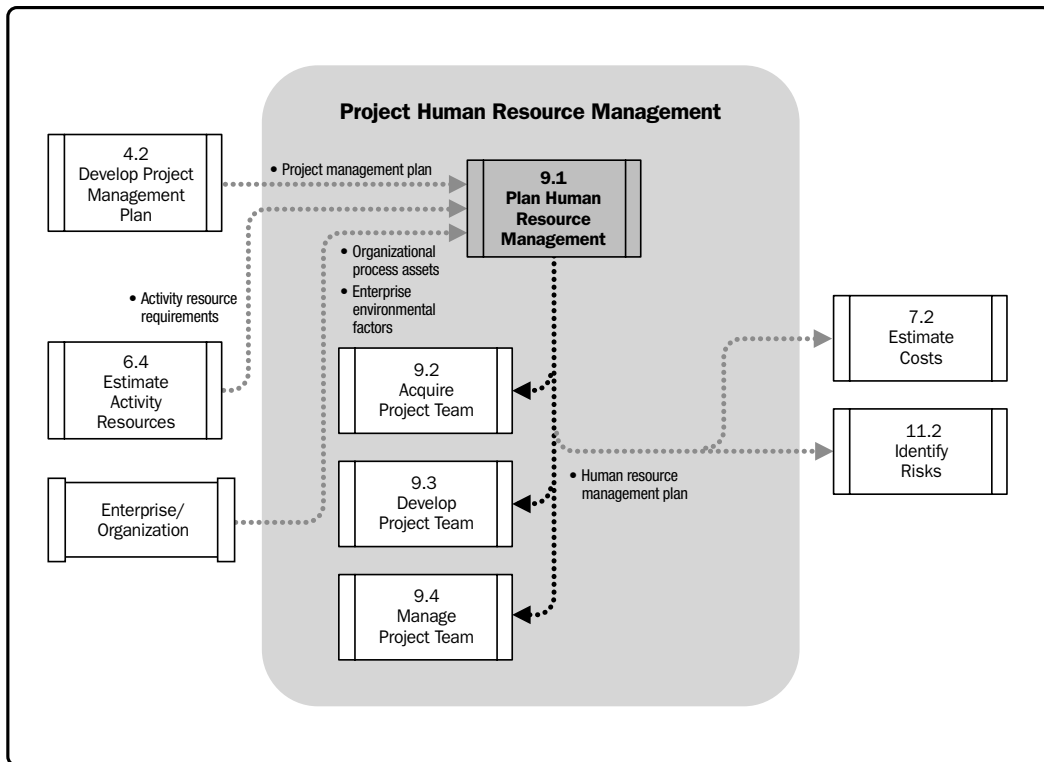 Project Human Resource Management
4.2
Develop Project
Management
Plan
• Project management plan
9.1
Plan Human
Resource
Management
• Organizational
process assets
• Enterprise
environmental
factors
• Activity resource
requirements
6.4
Estimate
Activity
Resources
Enterprise/
Organization
9.2
Acquire
Project Team
9.3
Develop
Project Team
9.4
Manage
Project Team
• Human resource
management plan
7.2
Estimate
Costs
11.2
Identify
Risks